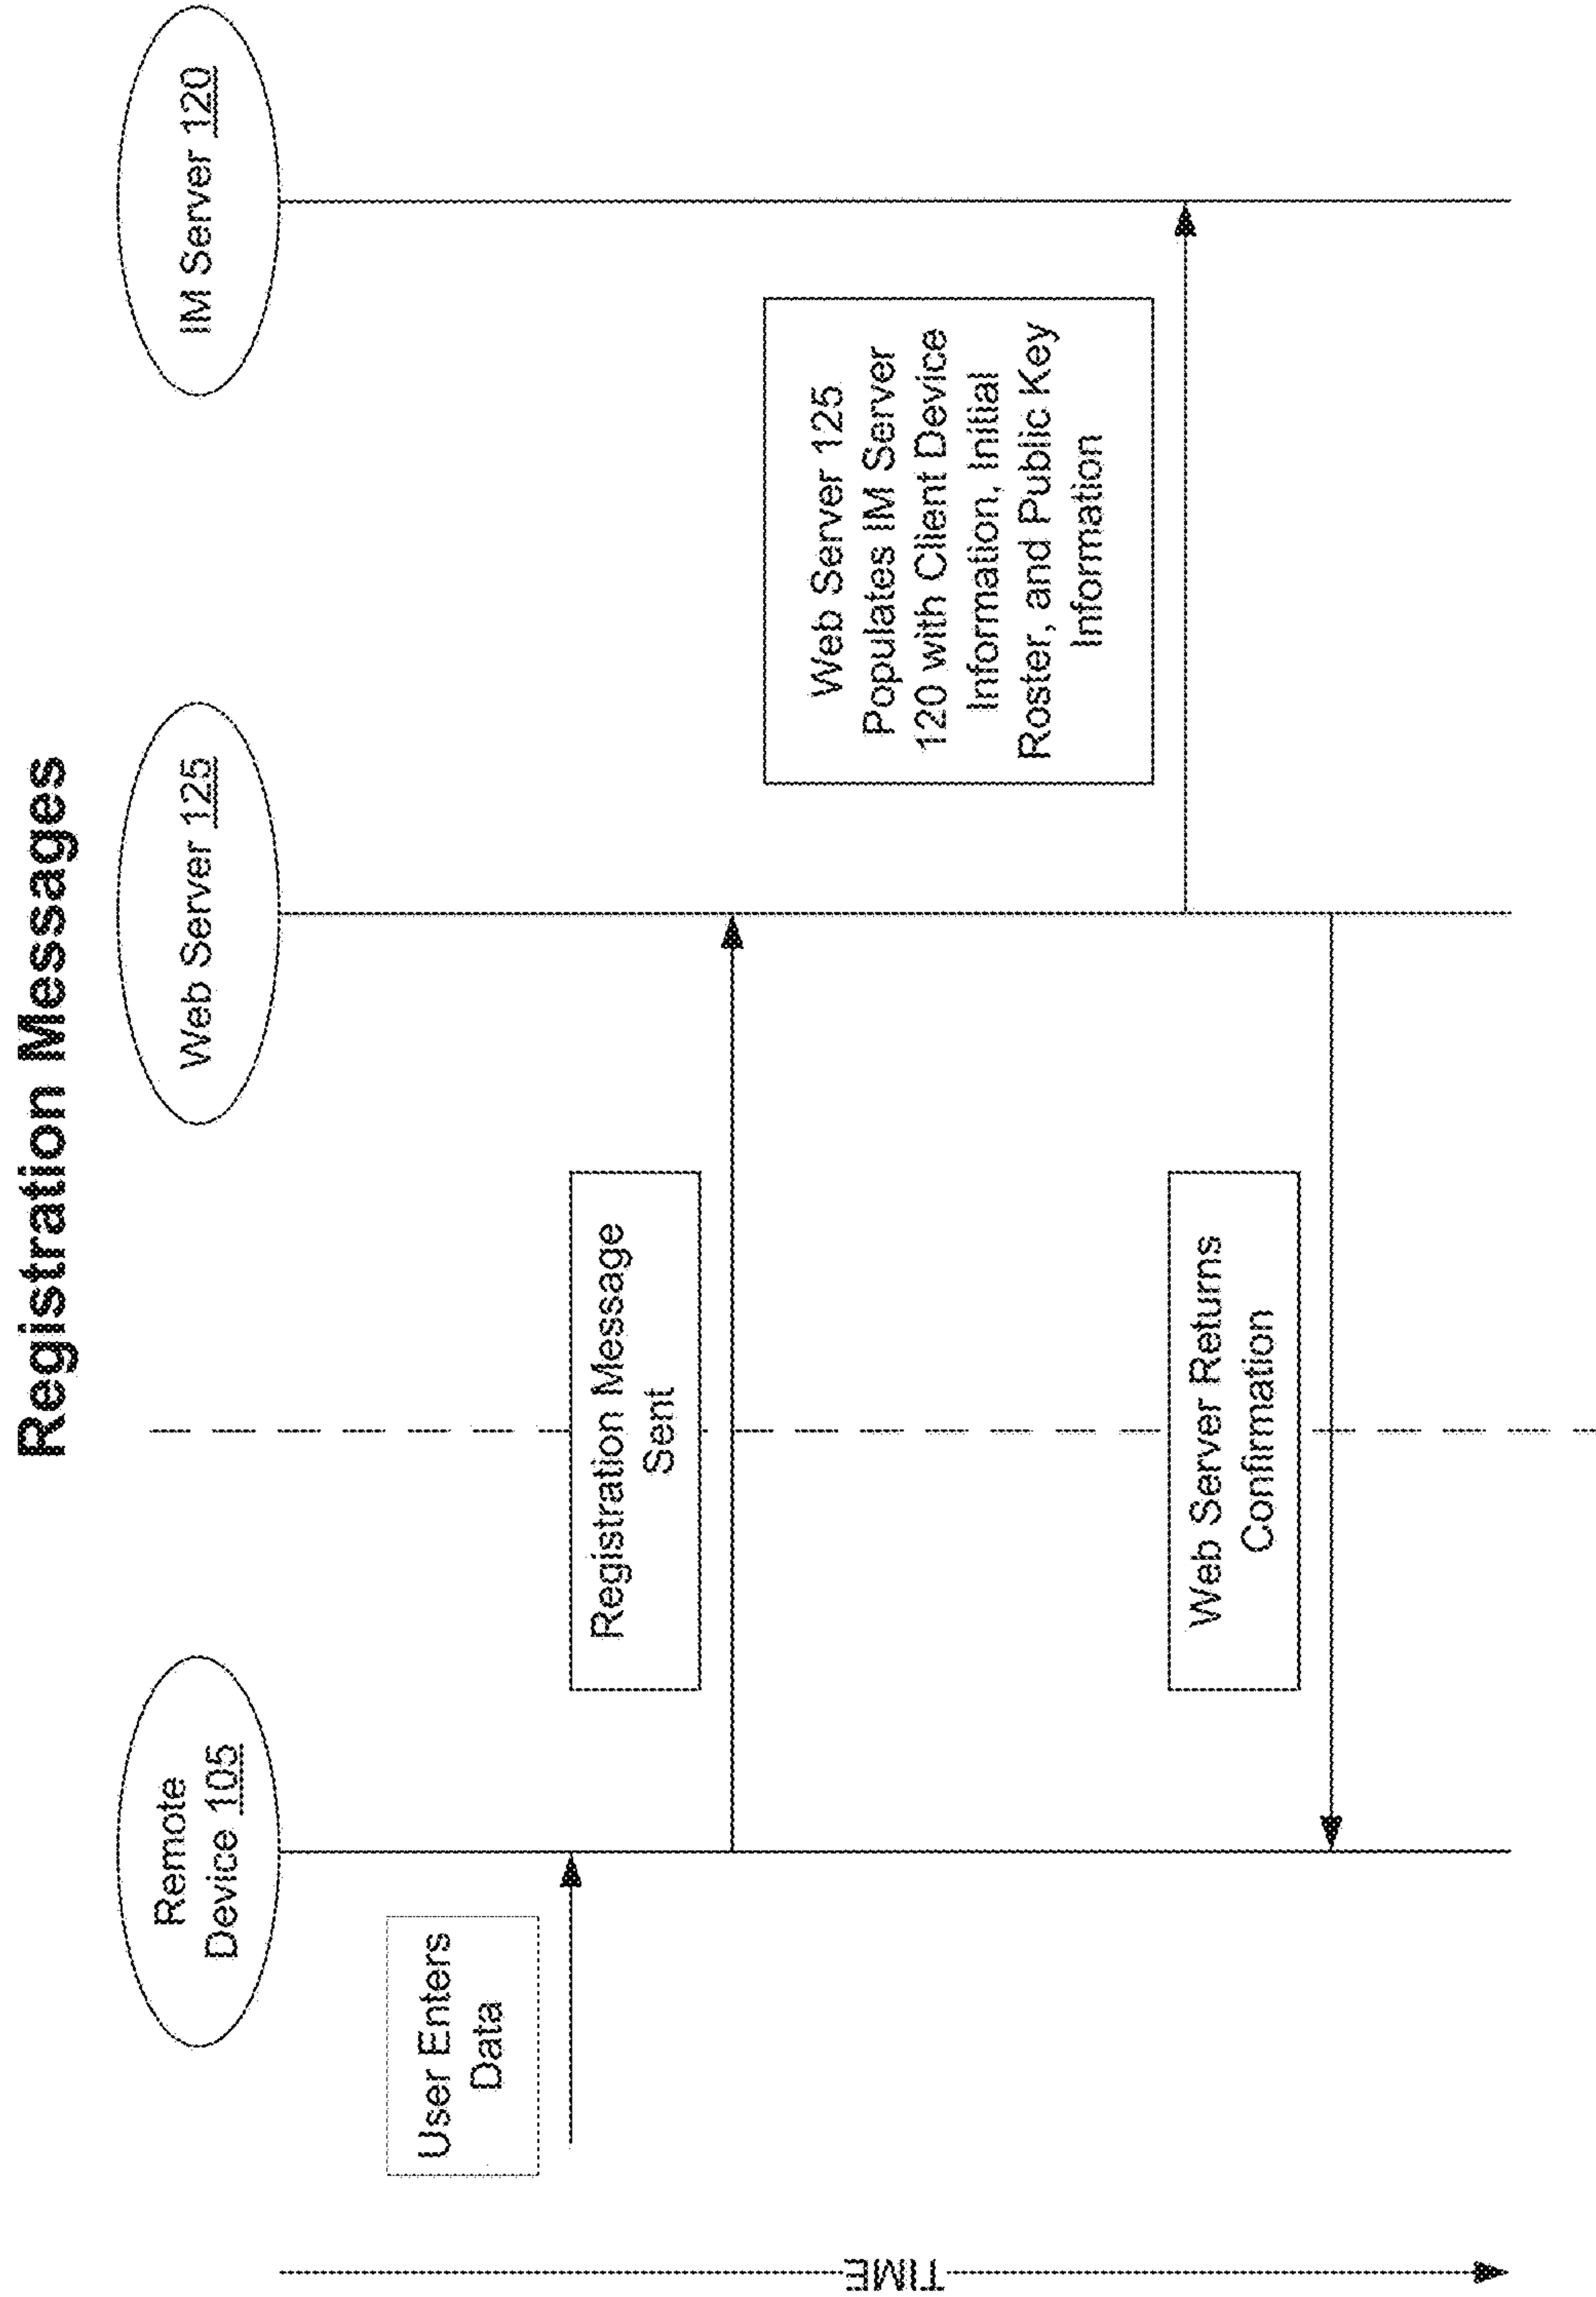 Registration Messages
Remote
Device 105
Web Server 125
IM Server 120
User Enters
Data
Registration Message
Sent
Web Server 125
Populates IM Server
120 with Client Device
Information, Initial
Roster, and Public Key
Information
Web Server Returns
Confirmation
TIME